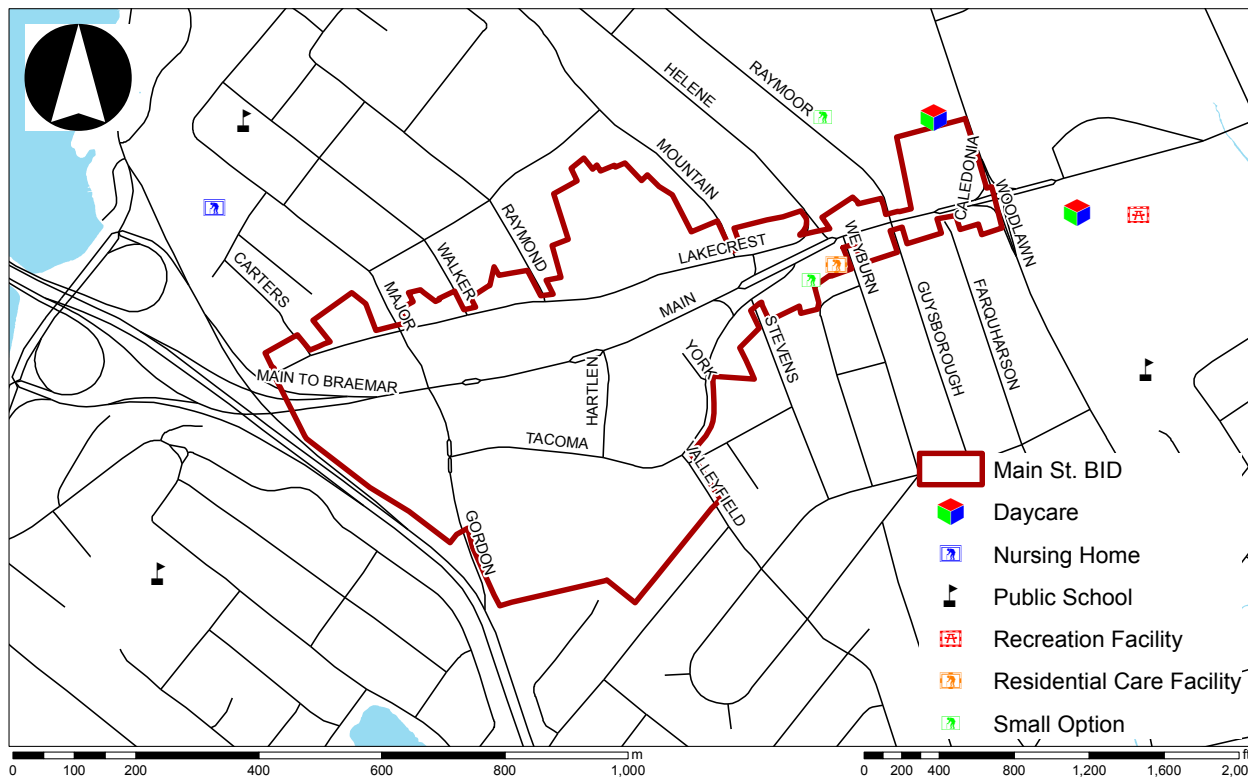 HELENE
RAYMOOR
MOUNTAIN
CALEDONIA
WOODLAWN
RAYMOND
WALKER
LAKECREST
WEYBURN
CARTERS
MAJOR
MAIN
GUYSBOROUGH
FARQUHARSON
STEVENS
YORK
MAIN TO BRAEMAR
HARTLEN
TACOMA
VALLEYFIELD
GORDON
Main St. BID
Daycare
Nursing Home
Public School
Recreation Facility
Residential Care Facility
Small Option
0 100 200 400 600 800 1,000 m
0 200 400 800 1,200 1,600 2,00 f